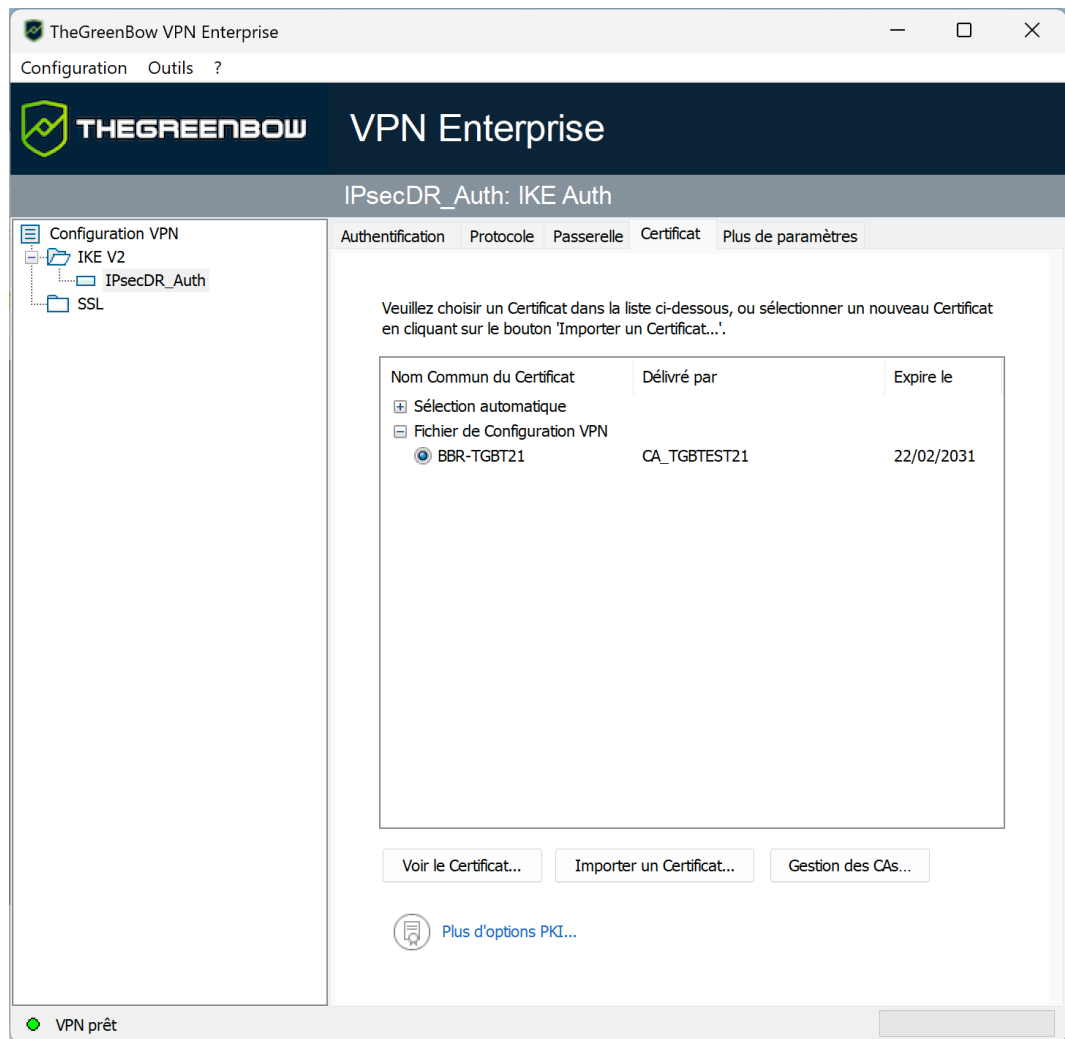 TheGreenBow VPN Enterprise
Configuration Outils ?
THEGREENBOW
VPN Enterprise
IPsecDR_Auth: IKE Auth
Configuration VPN
IKE V2
IPsecDR_Auth
SSL
Authentification Protocole Passerelle Certificat Plus de paramètres
Veuillez choisir un Certificat dans la liste ci-dessous, ou sélectionner un nouveau Certificat
en cliquant sur le bouton 'Importer un Certificat...'.
Nom Commun du Certificat Délivré par Expire le
Sélection automatique
Fichier de Configuration VPN
BBR-TGBT21 CA_TGBTEST21 22/02/2031
Voir le Certificat... Importer un Certificat... Gestion des CAs...
Plus d'options PKI...
VPN prêt